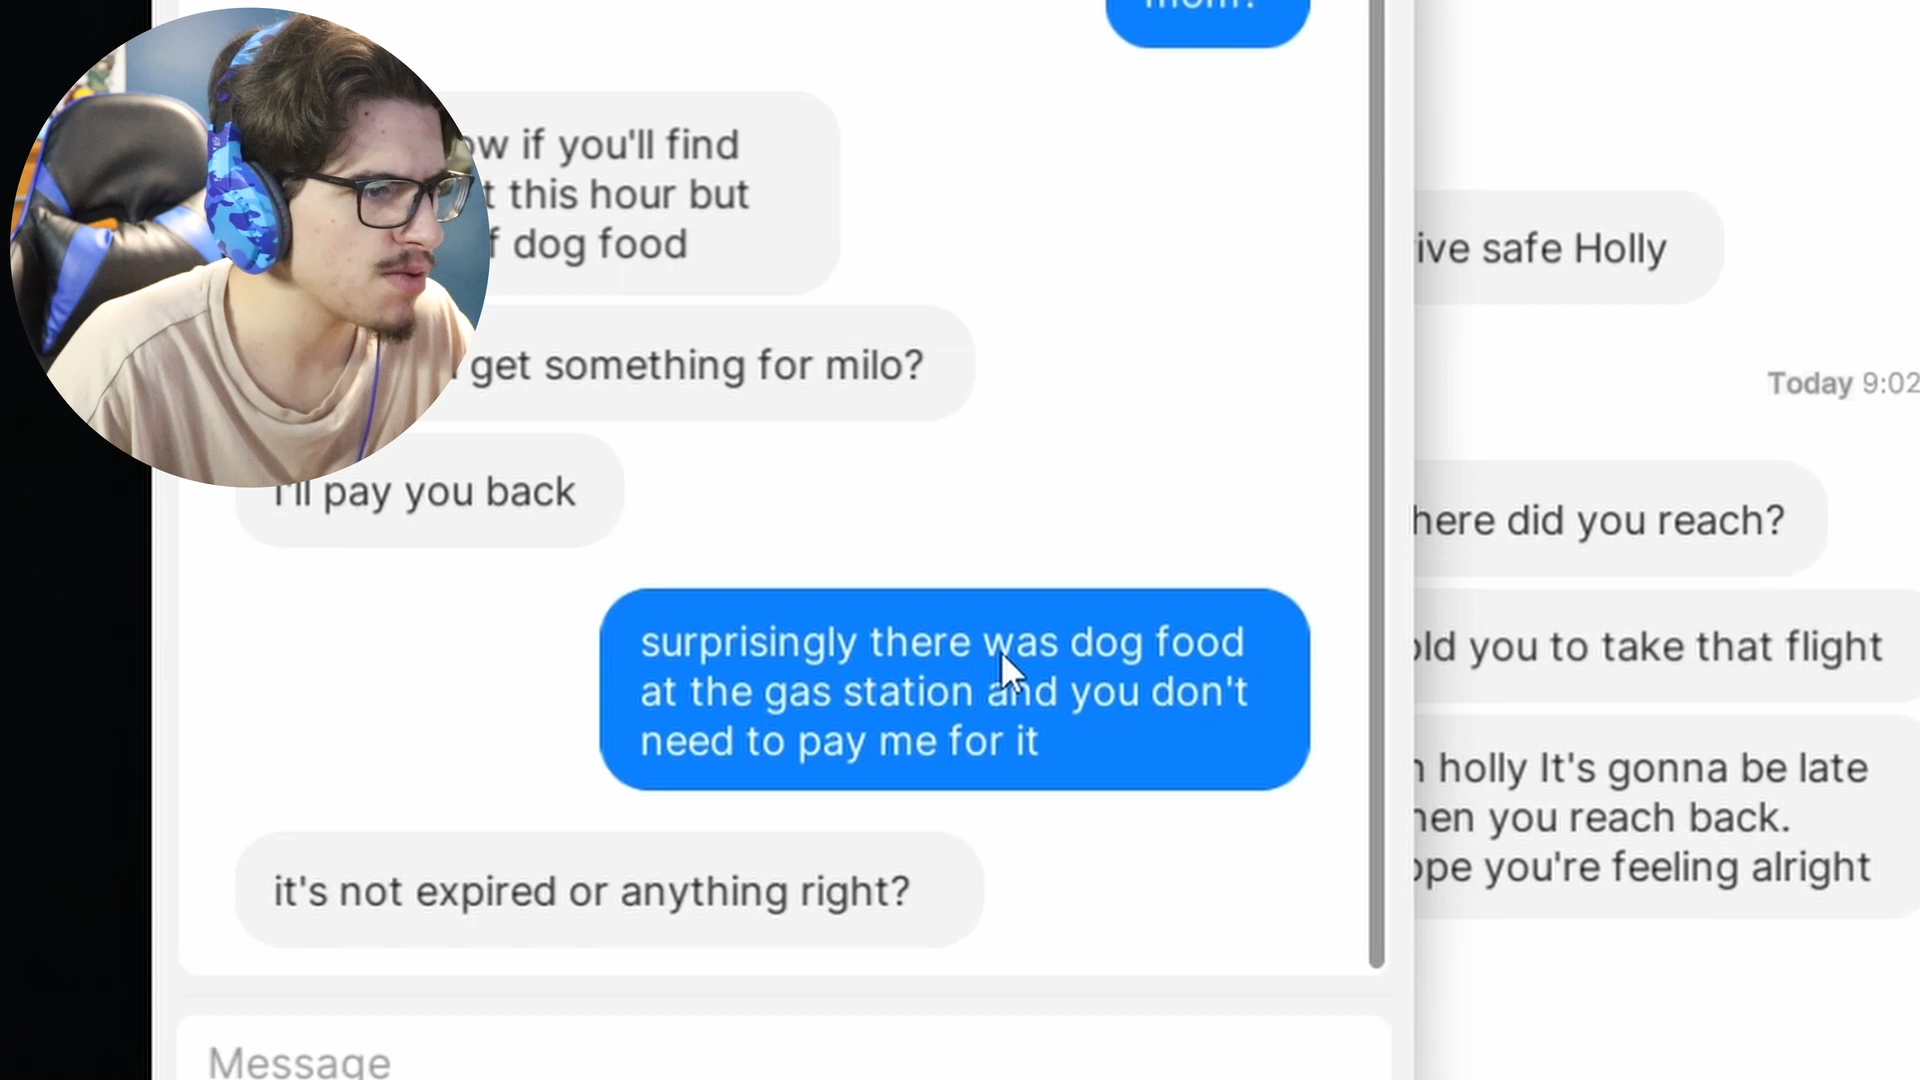 mom?
ow if you'll find
t this hour but
f dog food
get something for milo?
I'll pay you back
surprisingly there was dog food
at the gas station and you don't
need to pay me for it
it's not expired or anything right?
Message
ive safe Holly
Today 9:02
here did you reach?
old you to take that flight
holly It's gonna be late
hen you reach back.
ope you're feeling alright